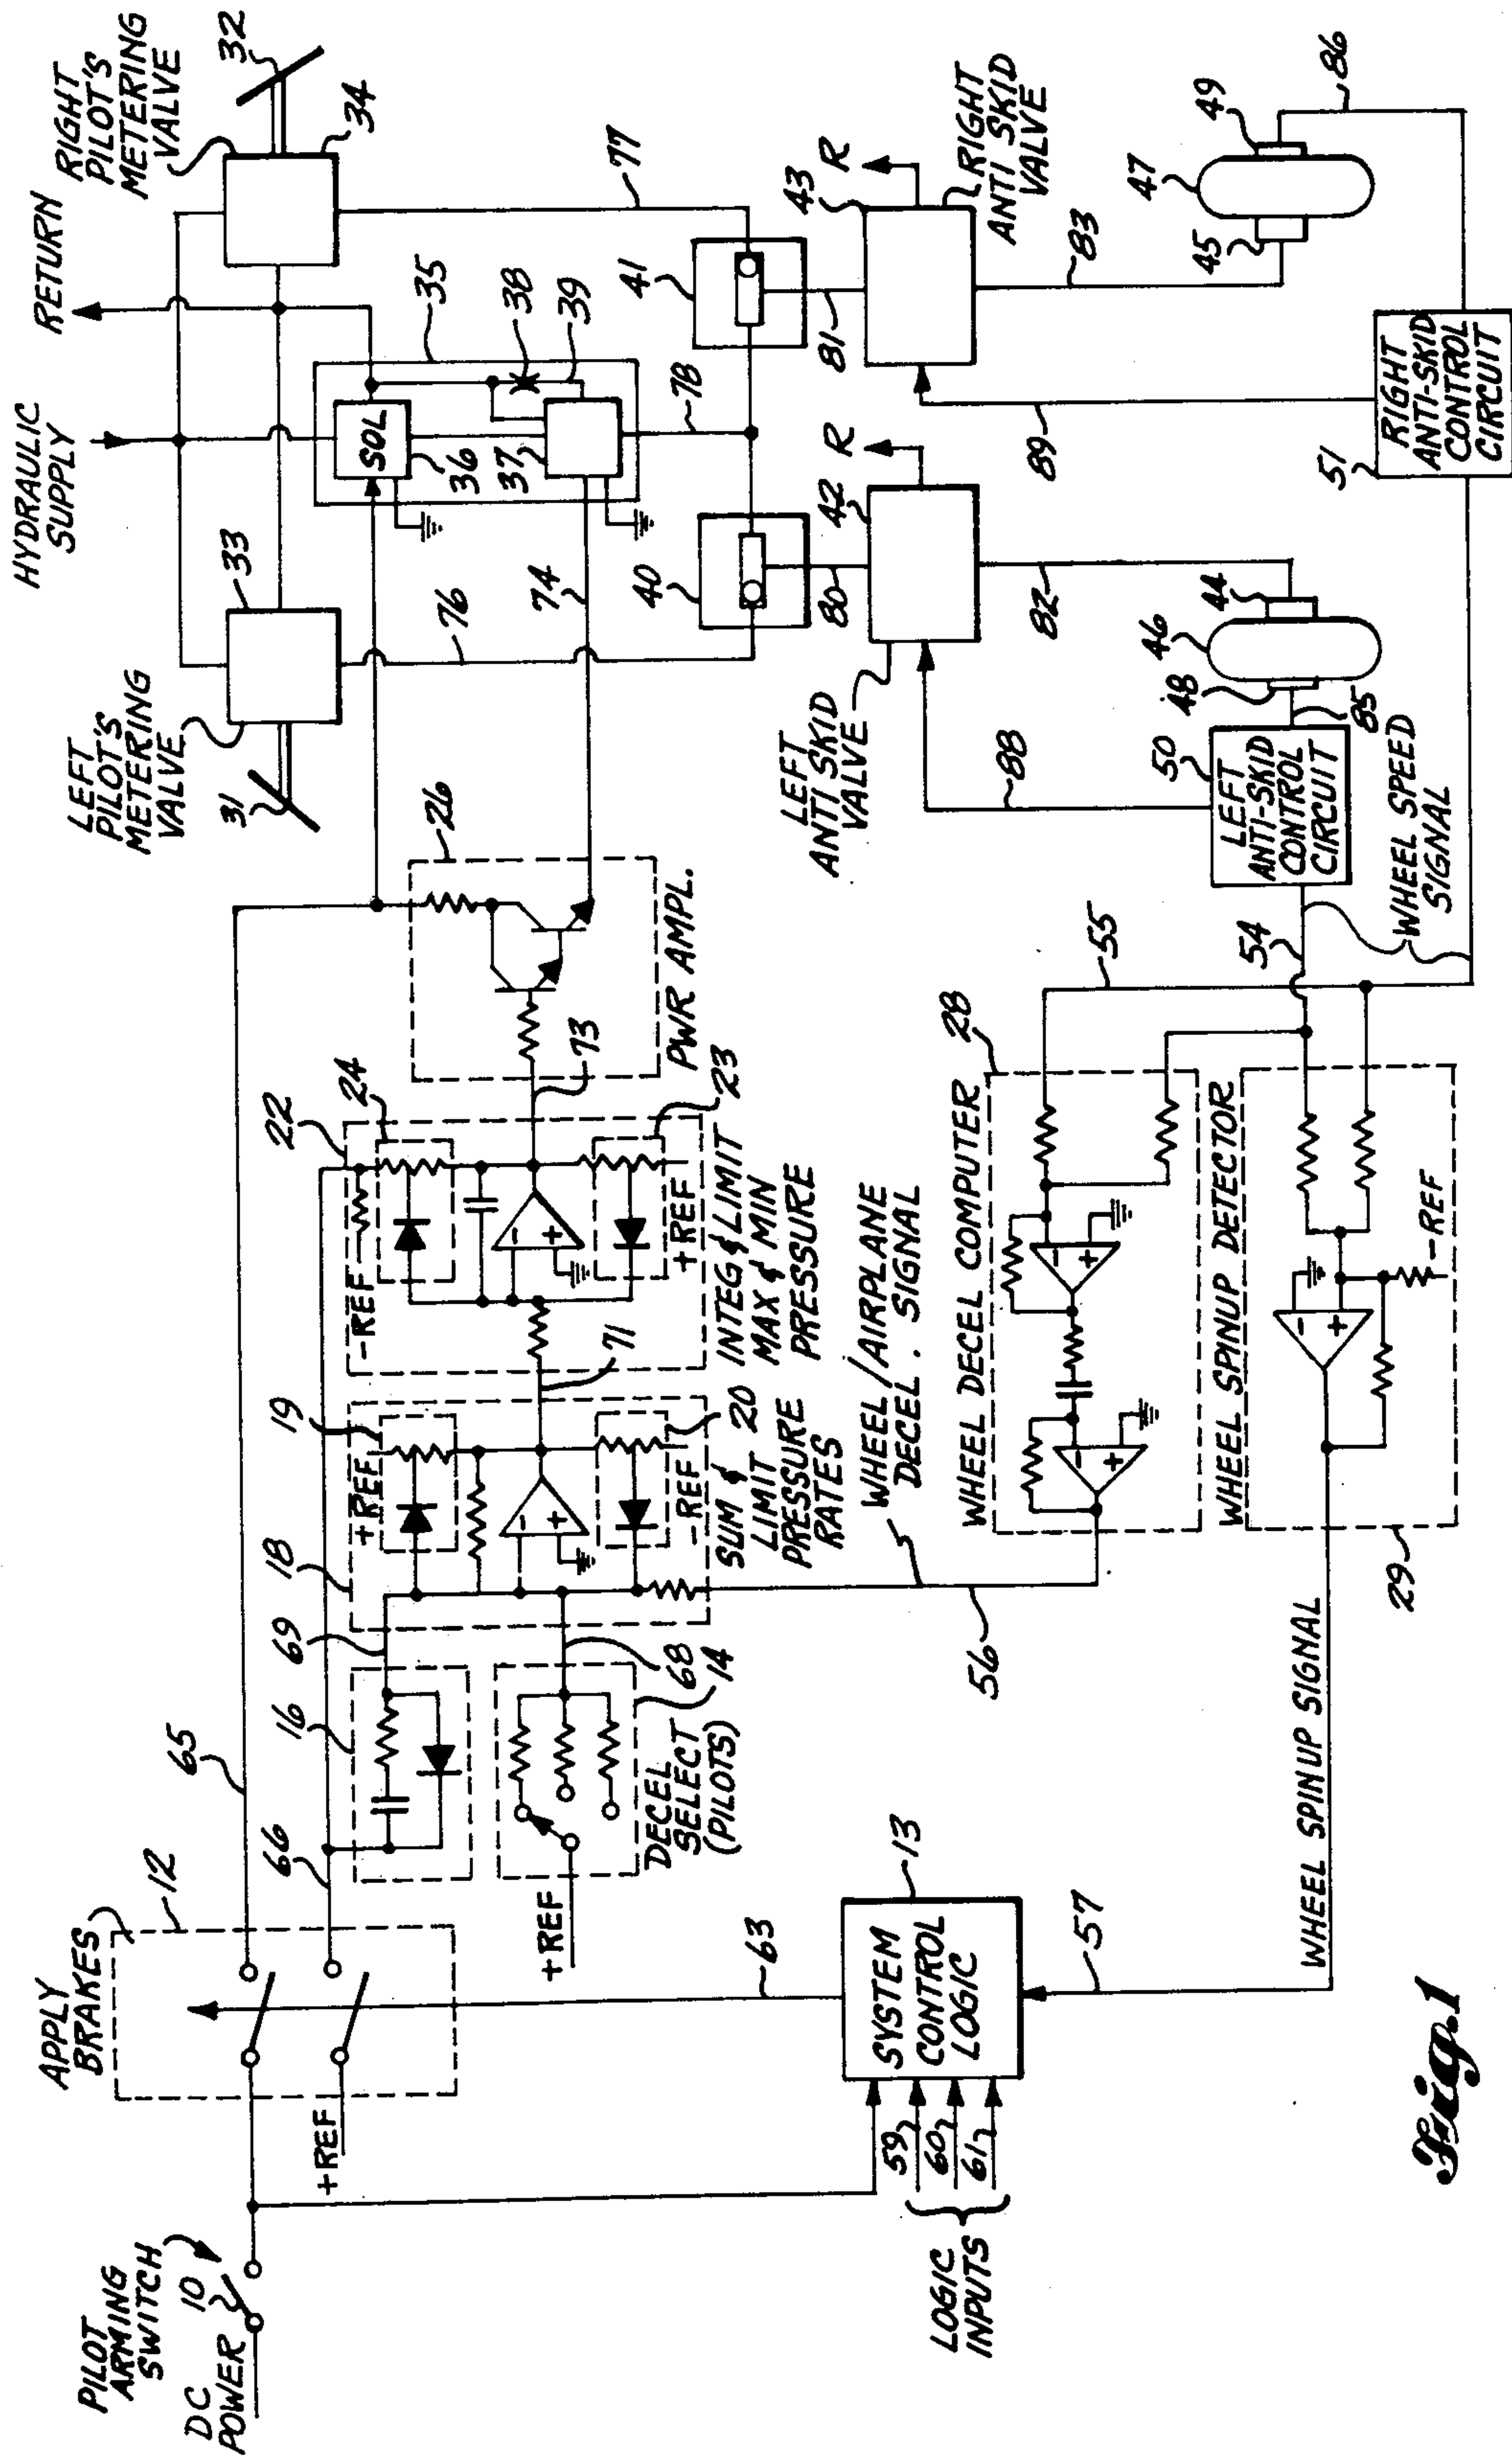 PILOT
ARMING
SWITCH
10
DC
POWER
APPLY
BRAKES
12
+REF
65
66
LOGIC
INPUTS
59
60
61
SYSTEM
CONTROL
LOGIC
13
63
57
+REF
16
69
68
14
DECEL
SELECT
(PILOTS)
18
19
+REF
20
-REF
SUM &
LIMIT
PRESSURE
RATES
71
22
24
-REF
23
+REF
INTEG & LIMIT
MAX & MIN
PRESSURE
73
26
PWR AMPL.
WHEEL/AIRPLANE
DECEL. SIGNAL
56
WHEEL DECEL COMPUTER
28
WHEEL SPINUP DETECTOR
-REF
29
WHEEL SPINUP SIGNAL
55
54
WHEEL SPEED
SIGNAL
LEFT
PILOT'S
METERING
VALVE
31
33
HYDRAULIC
SUPPLY
RETURN
RIGHT
PILOT'S
METERING
VALVE
32
34
76
74
77
SOL
35
36
37
38
39
78
40
41
80
81
LEFT
ANTI SKID
VALVE
42
R
43
R
RIGHT
ANTI SKID
VALVE
82
83
88
89
50
LEFT
ANTI-SKID
CONTROL
CIRCUIT
48
46
44
85
47
45
49
86
51
RIGHT
ANTI-SKID
CONTROL
CIRCUIT
Fig. 1